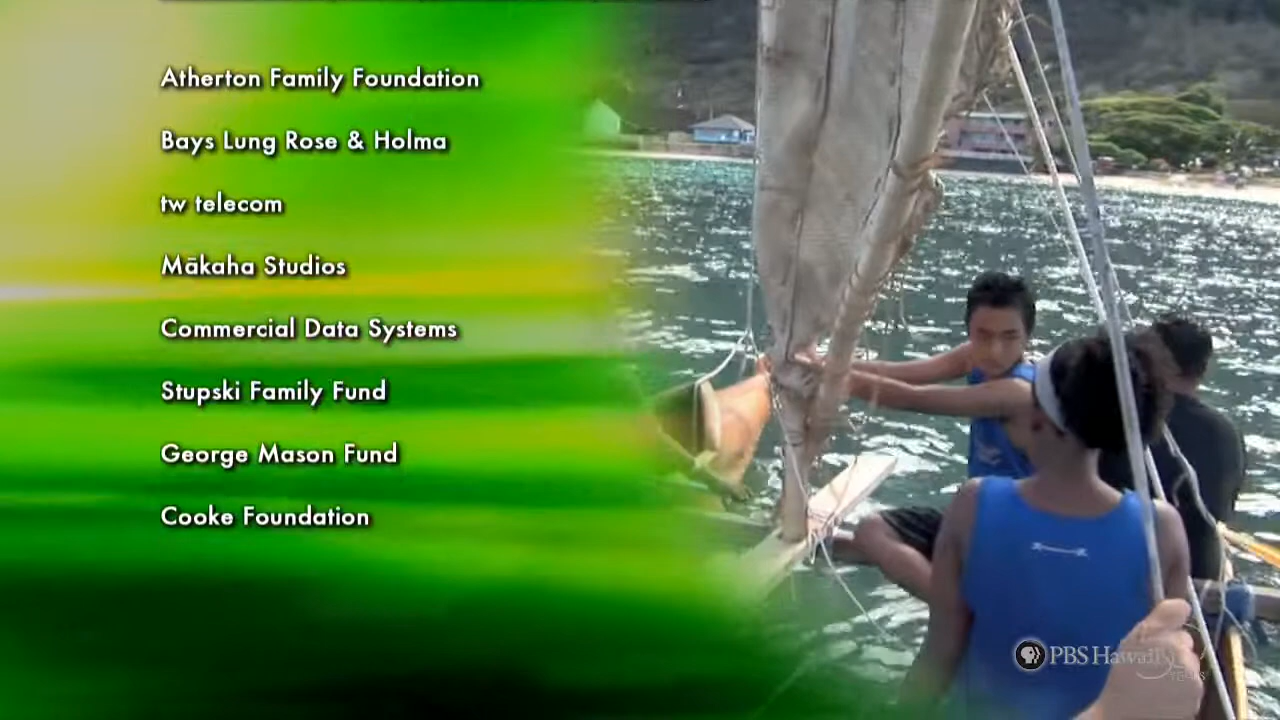 Atherton Family Foundation
Bays Lung Rose & Holma
tw telecom
Mākaha Studios
Commercial Data Systems
Stupski Family Fund
George Mason Fund
Cooke Foundation
PBS Hawaii
YEARS